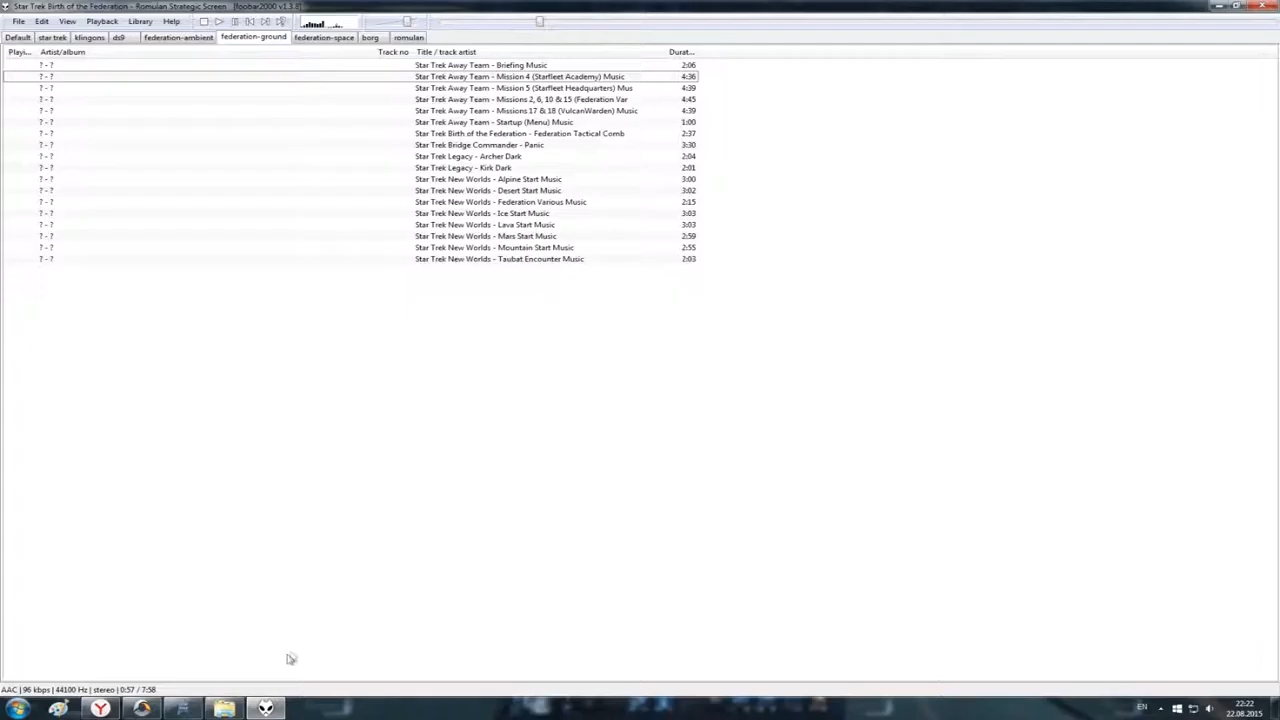 Star Trek Birth of the Federation - Romulan Strategic Screen [foobar2000 v1.3.8]
File Edit View Playback Library Help
Default star trek klingons ds9 federation-ambient federation-ground federation-space borg romulan
Playi... Artist/album Track no Title / track artist Durat...
? - ? Star Trek Away Team - Briefing Music 2:06
? - ? Star Trek Away Team - Mission 4 (Starfleet Academy) Music 4:36
? - ? Star Trek Away Team - Mission 5 (Starfleet Headquarters) Mus 4:39
? - ? Star Trek Away Team - Missions 2, 6, 10 & 15 (Federation Var 4:45
? - ? Star Trek Away Team - Missions 17 & 18 (VulcanWarden) Music 4:39
? - ? Star Trek Away Team - Startup (Menu) Music 1:00
? - ? Star Trek Birth of the Federation - Federation Tactical Comb 2:37
? - ? Star Trek Bridge Commander - Panic 3:30
? - ? Star Trek Legacy - Archer Dark 2:04
? - ? Star Trek Legacy - Kirk Dark 2:01
? - ? Star Trek New Worlds - Alpine Start Music 3:00
? - ? Star Trek New Worlds - Desert Start Music 3:02
? - ? Star Trek New Worlds - Federation Various Music 2:15
? - ? Star Trek New Worlds - Ice Start Music 3:03
? - ? Star Trek New Worlds - Lava Start Music 3:03
? - ? Star Trek New Worlds - Mars Start Music 2:59
? - ? Star Trek New Worlds - Mountain Start Music 2:55
? - ? Star Trek New Worlds - Taubat Encounter Music 2:03
AAC | 96 kbps | 44100 Hz | stereo | 0:57 / 7:58
EN 22:22
22.08.2015